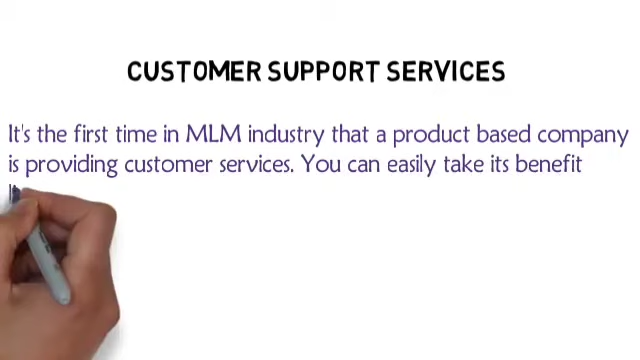 CUSTOMER SUPPORT SERVICES
It's the first time in MLM industry that a product based company
is providing customer services. You can easily take its benefit